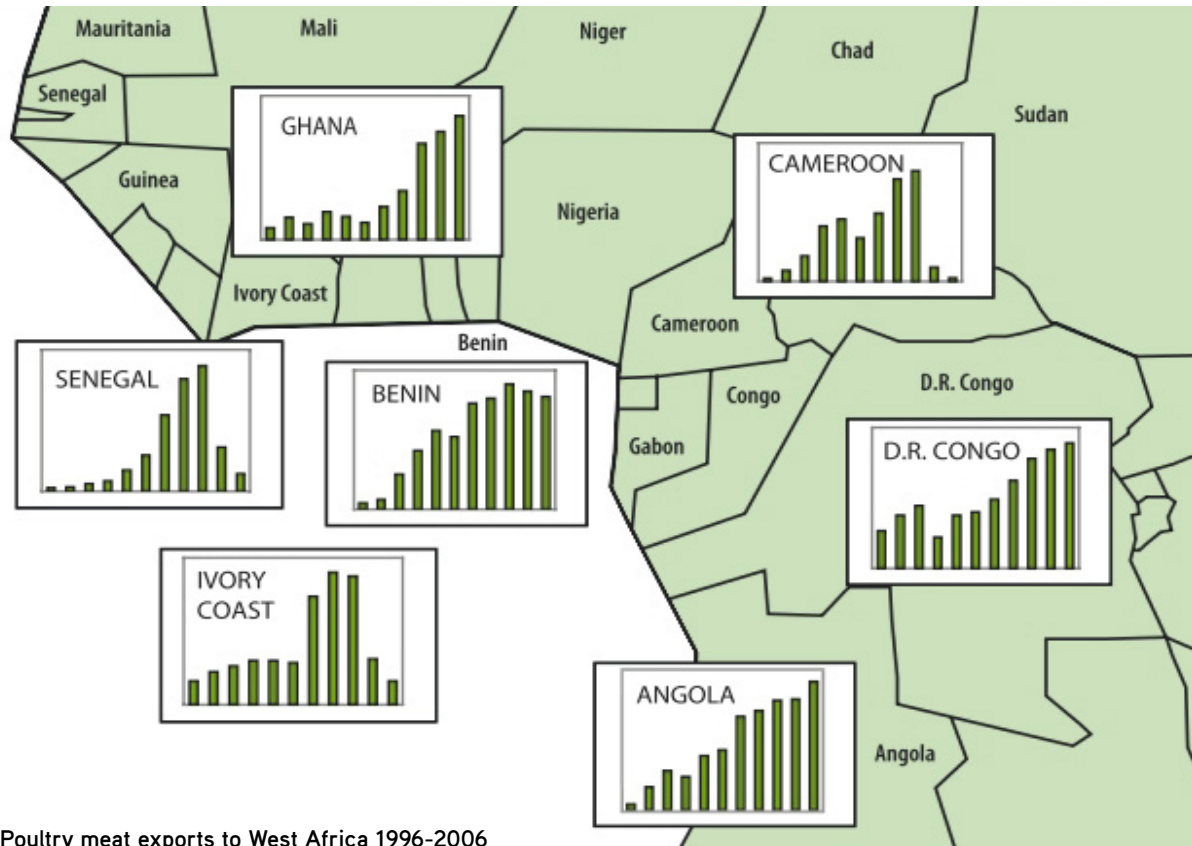 Mauritania
Mali
Niger
Chad
Senegal
Sudan
GHANA
CAMEROON
Guinea
Nigeria
Ivory Coast
Cameroon
Benin
SENEGAL
BENIN
D.R. Congo
Congo
Gabon
D.R. CONGO
IVORY
COAST
ANGOLA
Angola
Poultry meat exports to West Africa 1996-2006